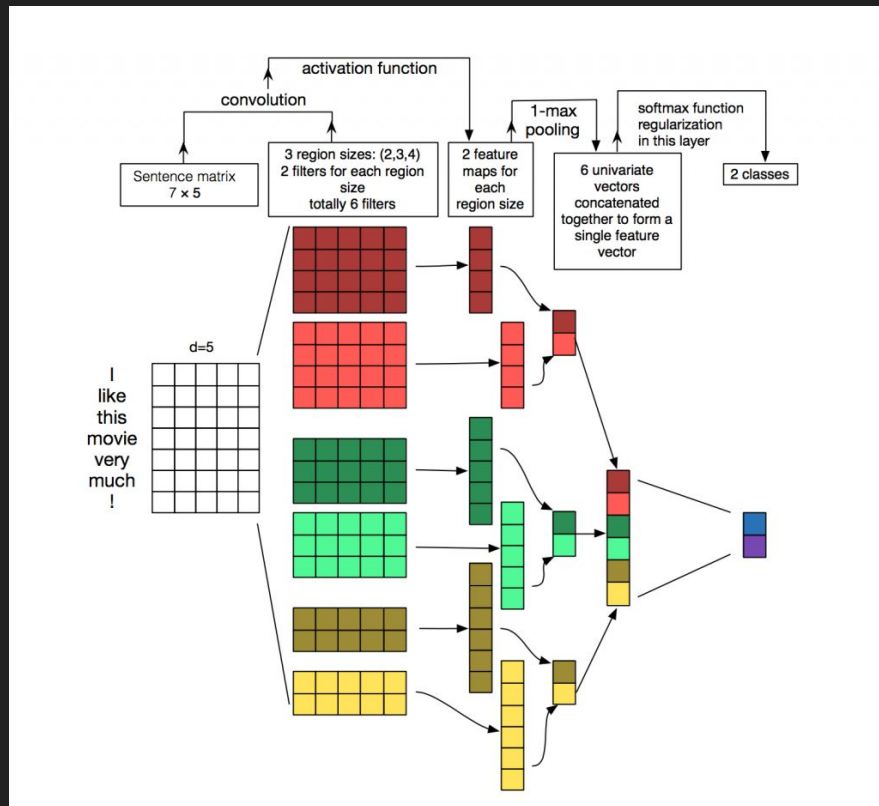 activation function
convolution
1-max
pooling
softmax function
regularization
in this layer
Sentence matrix
7 × 5
3 region sizes: (2,3,4)
2 filters for each region
size
totally 6 filters
2 feature
maps for
each
region size
6 univariate
vectors
concatenated
together to form a
single feature
vector
2 classes
d=5
I
like
this
movie
very
much
!